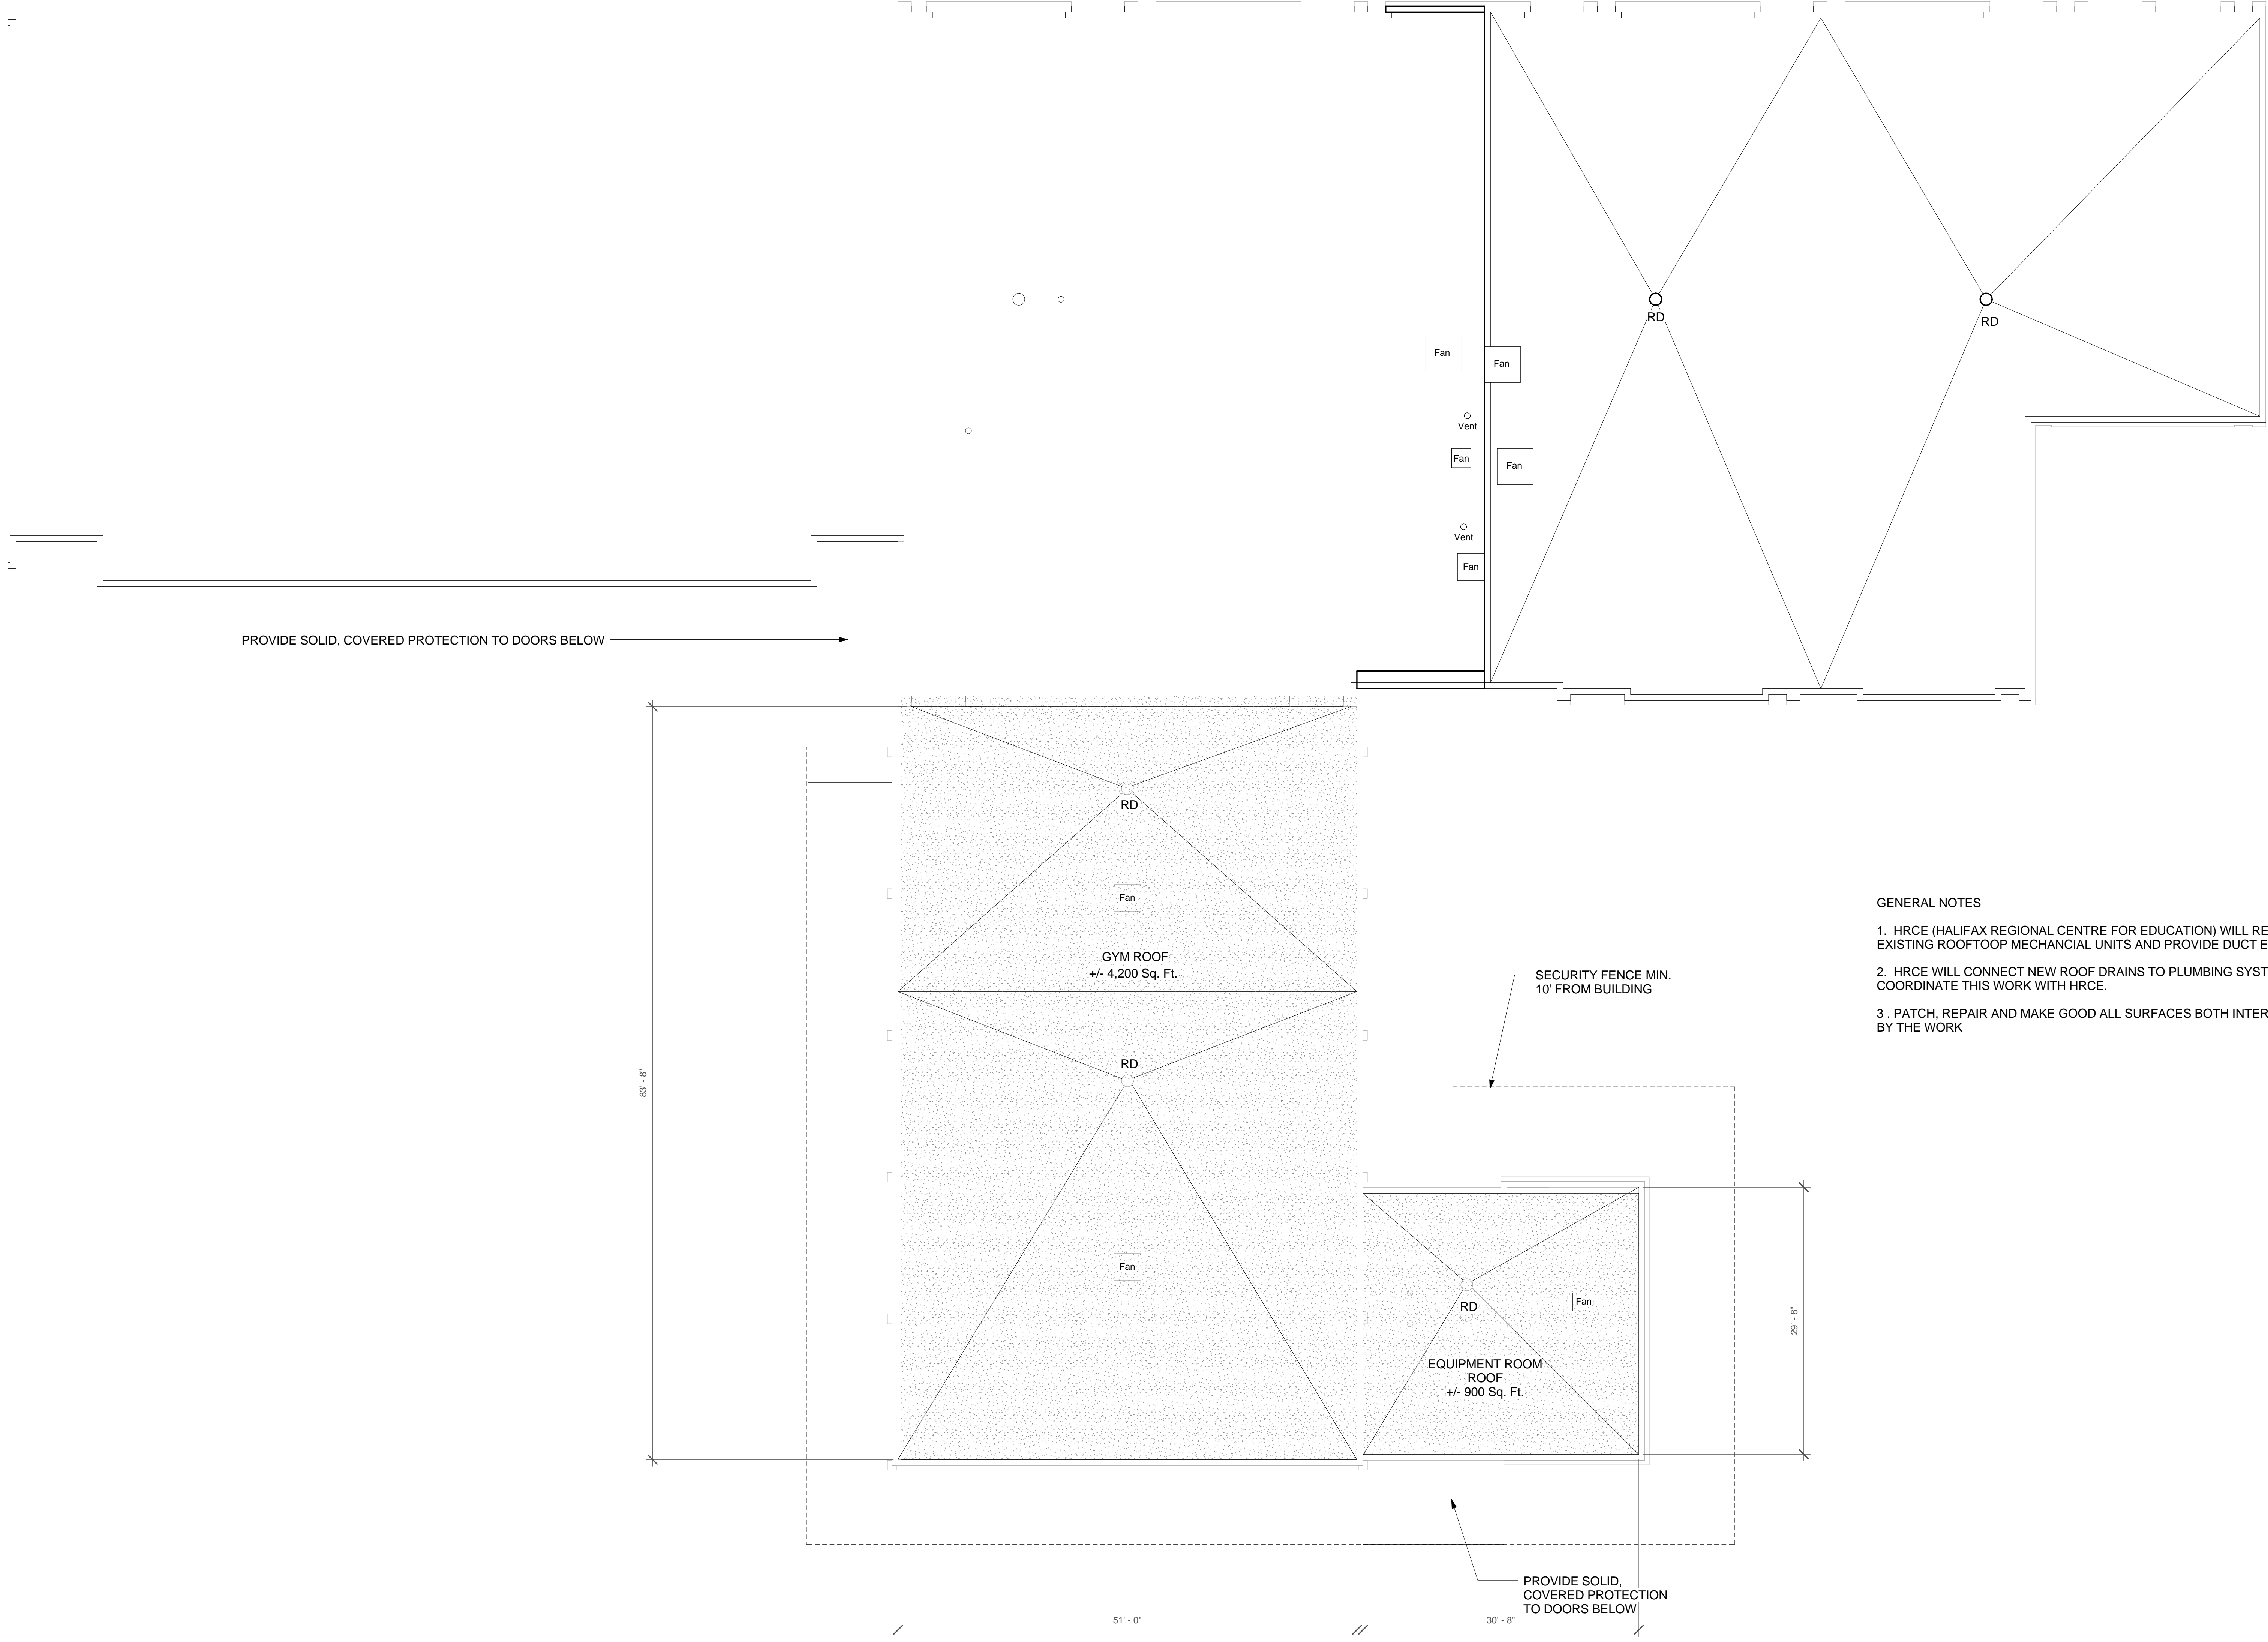 RD
RD
Fan
Fan
Vent
Fan
Fan
Vent
Fan
PROVIDE SOLID, COVERED PROTECTION TO DOORS BELOW
RD
Fan
GYM ROOF
+/- 4,200 Sq. Ft.
GENERAL NOTES
1. HRCE (HALIFAX REGIONAL CENTRE FOR EDUCATION) WILL RE
EXISTING ROOFTOOP MECHANCIAL UNITS AND PROVIDE DUCT E
2. HRCE WILL CONNECT NEW ROOF DRAINS TO PLUMBING SYST
COORDINATE THIS WORK WITH HRCE.
3 . PATCH, REPAIR AND MAKE GOOD ALL SURFACES BOTH INTER
BY THE WORK
SECURITY FENCE MIN.
10' FROM BUILDING
RD
83' - 8"
Fan
RD
Fan
29' - 8"
EQUIPMENT ROOM
ROOF
+/- 900 Sq. Ft.
PROVIDE SOLID,
COVERED PROTECTION
TO DOORS BELOW
51' - 0"
30' - 8"